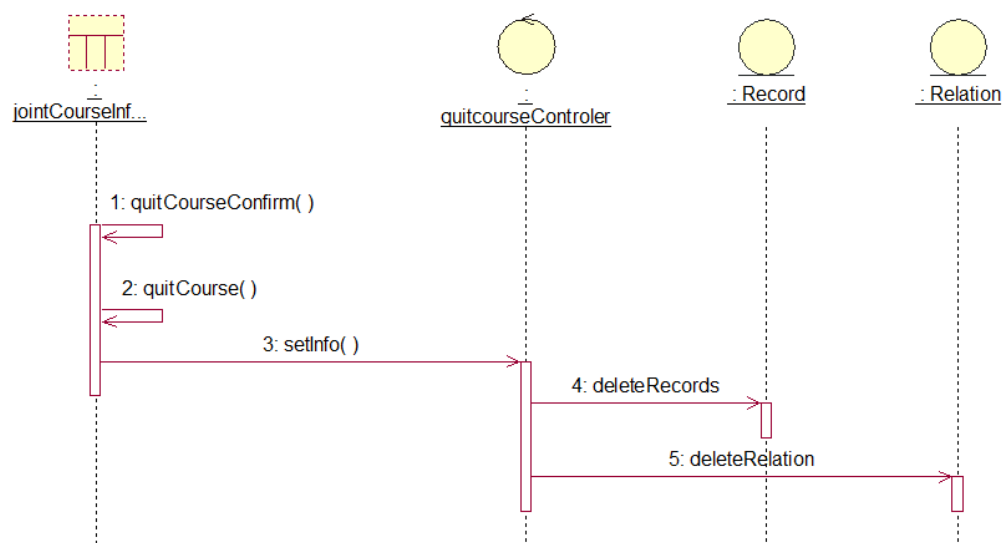 :
jointCourseInf...
:
quitcourseControler
: Record
: Relation
1: quitCourseConfirm( )
2: quitCourse( )
3: setInfo( )
4: deleteRecords
5: deleteRelation